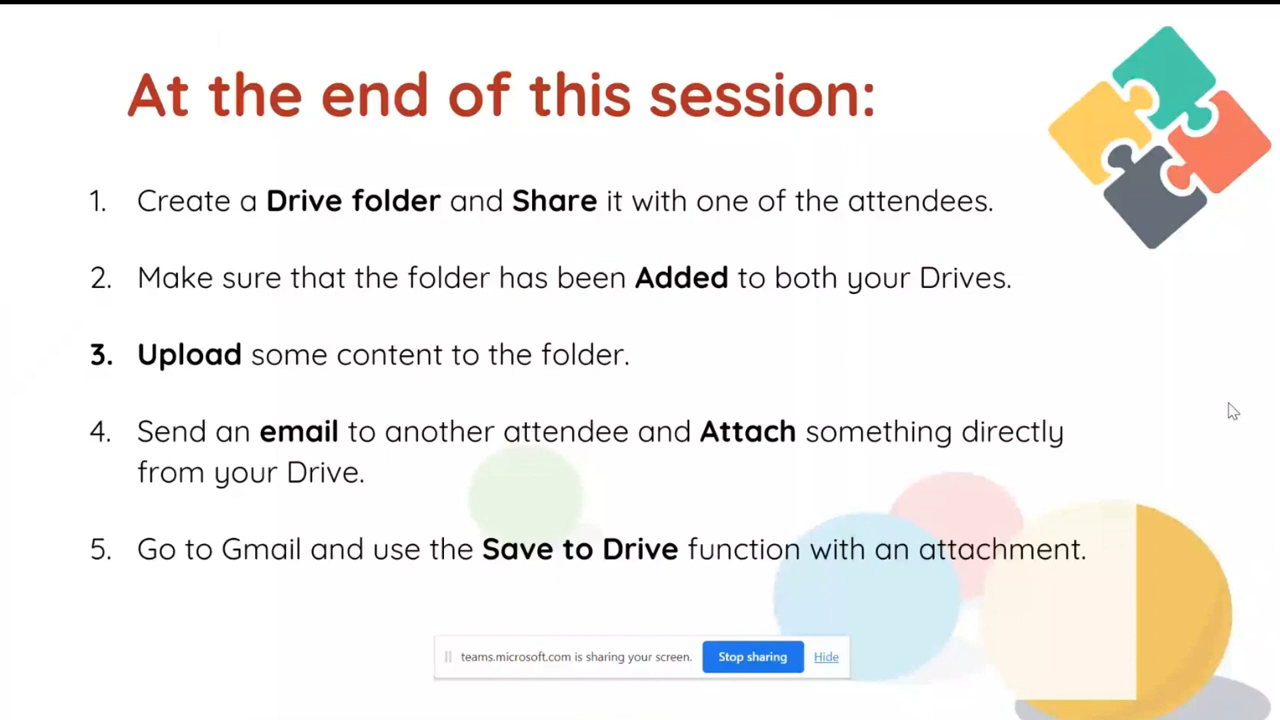 At the end of this session:
1. Create a Drive folder and Share it with one of the attendees.
2. Make sure that the folder has been Added to both your Drives.
3. Upload some content to the folder.
4. Send an email to another attendee and Attach something directly
from your Drive.
5. Go to Gmail and use the Save to Drive function with an attachment.
teams.microsoft.com is sharing your screen. Stop sharing Hide